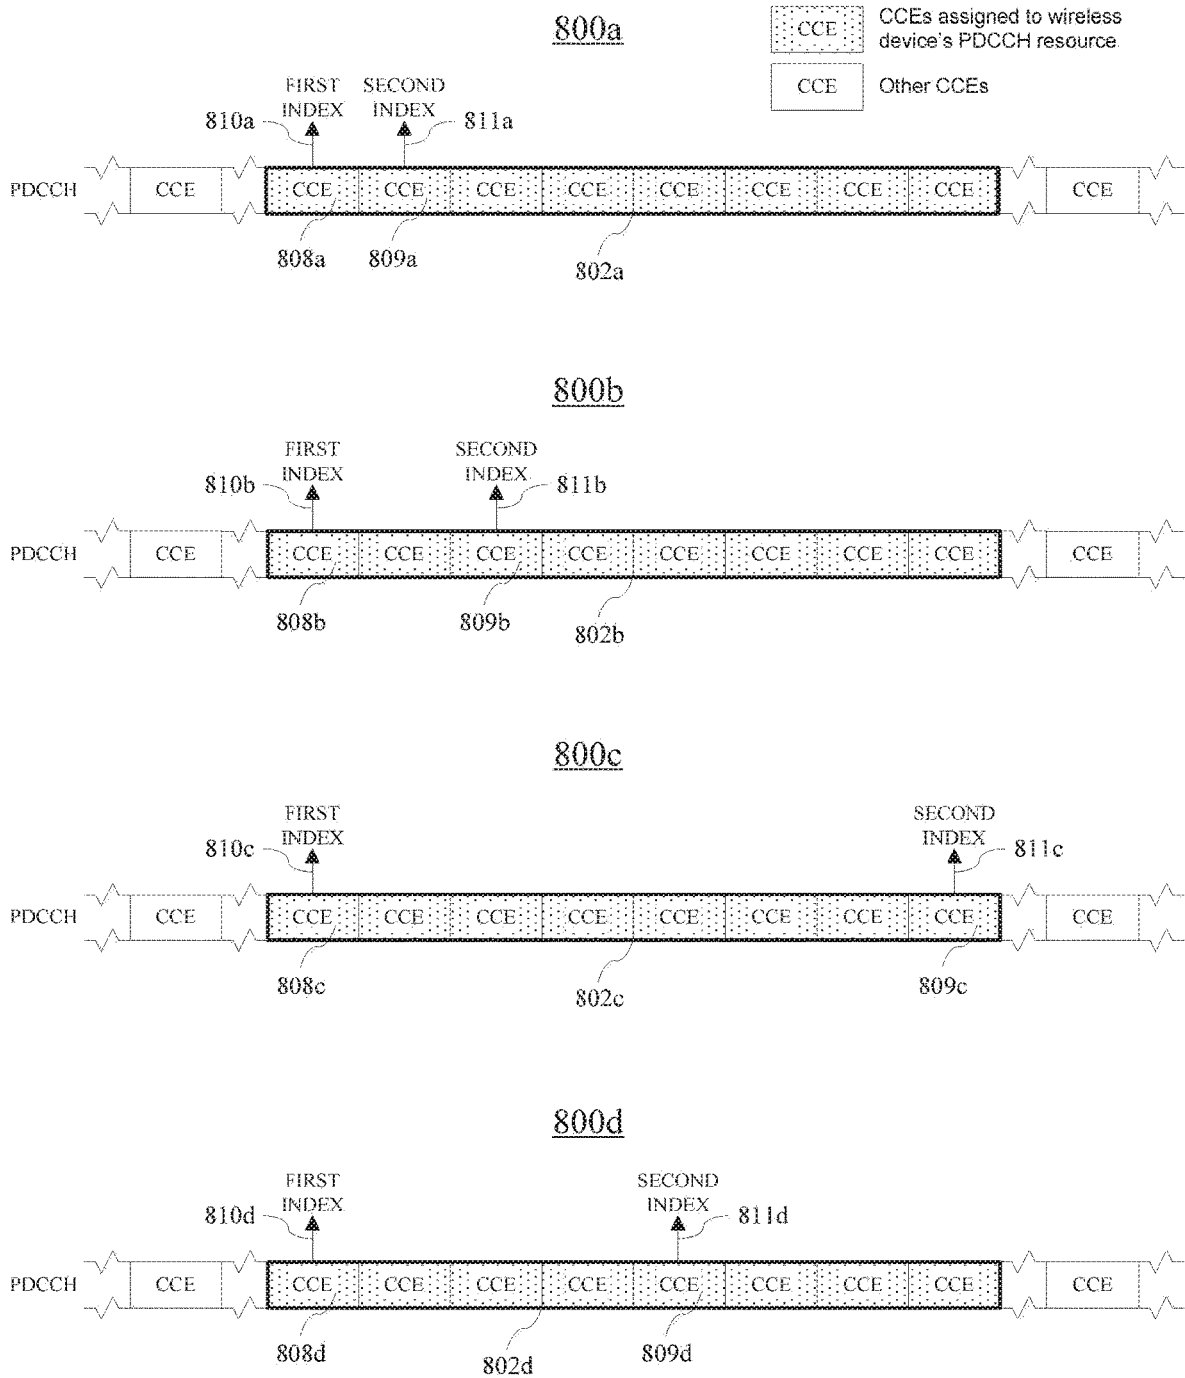 800a
CCE CCEs assigned to wireless
device's PDCCH resource
CCE Other CCEs
FIRST SECOND
INDEX INDEX
810a 811a
PDCCH CCE CCE CCE CCE CCE CCE CCE CCE CCE CCE
808a 809a 802a
800b
FIRST SECOND
INDEX INDEX
810b 811b
PDCCH CCE CCE CCE CCE CCE CCE CCE CCE CCE CCE
808b 809b 802b
800c
FIRST SECOND
INDEX INDEX
810c 811c
PDCCH CCE CCE CCE CCE CCE CCE CCE CCE CCE CCE
808c 802c 809c
800d
FIRST SECOND
INDEX INDEX
810d 811d
PDCCH CCE CCE CCE CCE CCE CCE CCE CCE CCE CCE
808d 802d 809d